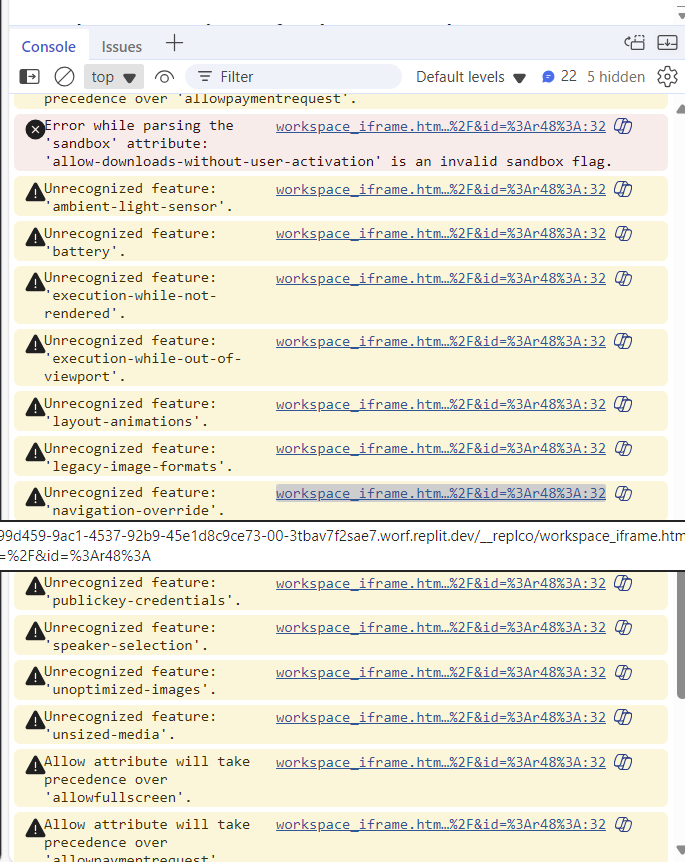 Console Issues
top Filter Default levels 22 5 hidden
precedence over 'allowpaymentrequest'.
Error while parsing the workspace_iframe.htm…%2F&id=%3Ar48%3A:32
'sandbox' attribute:
'allow-downloads-without-user-activation' is an invalid sandbox flag.
Unrecognized feature: workspace_iframe.htm…%2F&id=%3Ar48%3A:32
'ambient-light-sensor'.
Unrecognized feature: workspace_iframe.htm…%2F&id=%3Ar48%3A:32
'battery'.
Unrecognized feature: workspace_iframe.htm…%2F&id=%3Ar48%3A:32
'execution-while-not-
rendered'.
Unrecognized feature: workspace_iframe.htm…%2F&id=%3Ar48%3A:32
'execution-while-out-of-
viewport'.
Unrecognized feature: workspace_iframe.htm…%2F&id=%3Ar48%3A:32
'layout-animations'.
Unrecognized feature: workspace_iframe.htm…%2F&id=%3Ar48%3A:32
'legacy-image-formats'.
Unrecognized feature: workspace_iframe.htm…%2F&id=%3Ar48%3A:32
'navigation-override'.
99d459-9ac1-4537-92b9-45e1d8c9ce73-00-3tbav7f2sae7.worf.replit.dev/__replco/workspace_iframe.htm
=%2F&id=%3Ar48%3A
Unrecognized feature: workspace_iframe.htm…%2F&id=%3Ar48%3A:32
'publickey-credentials'.
Unrecognized feature: workspace_iframe.htm…%2F&id=%3Ar48%3A:32
'speaker-selection'.
Unrecognized feature: workspace_iframe.htm…%2F&id=%3Ar48%3A:32
'unoptimized-images'.
Unrecognized feature: workspace_iframe.htm…%2F&id=%3Ar48%3A:32
'unsized-media'.
Allow attribute will take workspace_iframe.htm…%2F&id=%3Ar48%3A:32
precedence over
'allowfullscreen'.
Allow attribute will take workspace_iframe.htm…%2F&id=%3Ar48%3A:32
precedence over
'allowpaymentrequest'